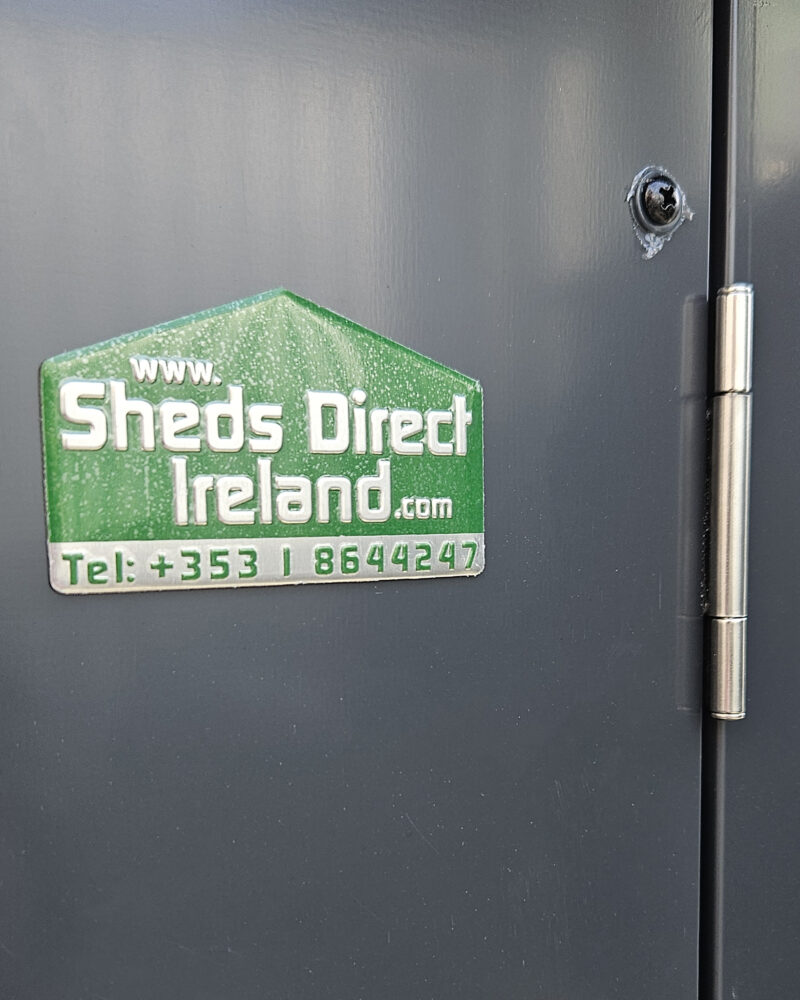 www.
Sheds Direct
Ireland.com
Tel: +353 1 8644247